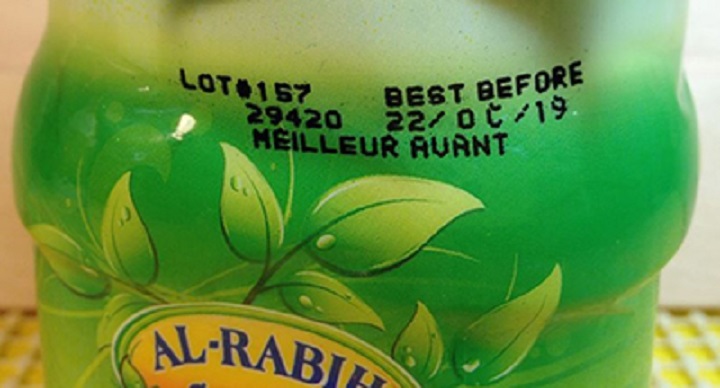 LOT#157 BEST BEFORE
29420 22/OC/19
MEILLEUR AVANT
AL-RABIH